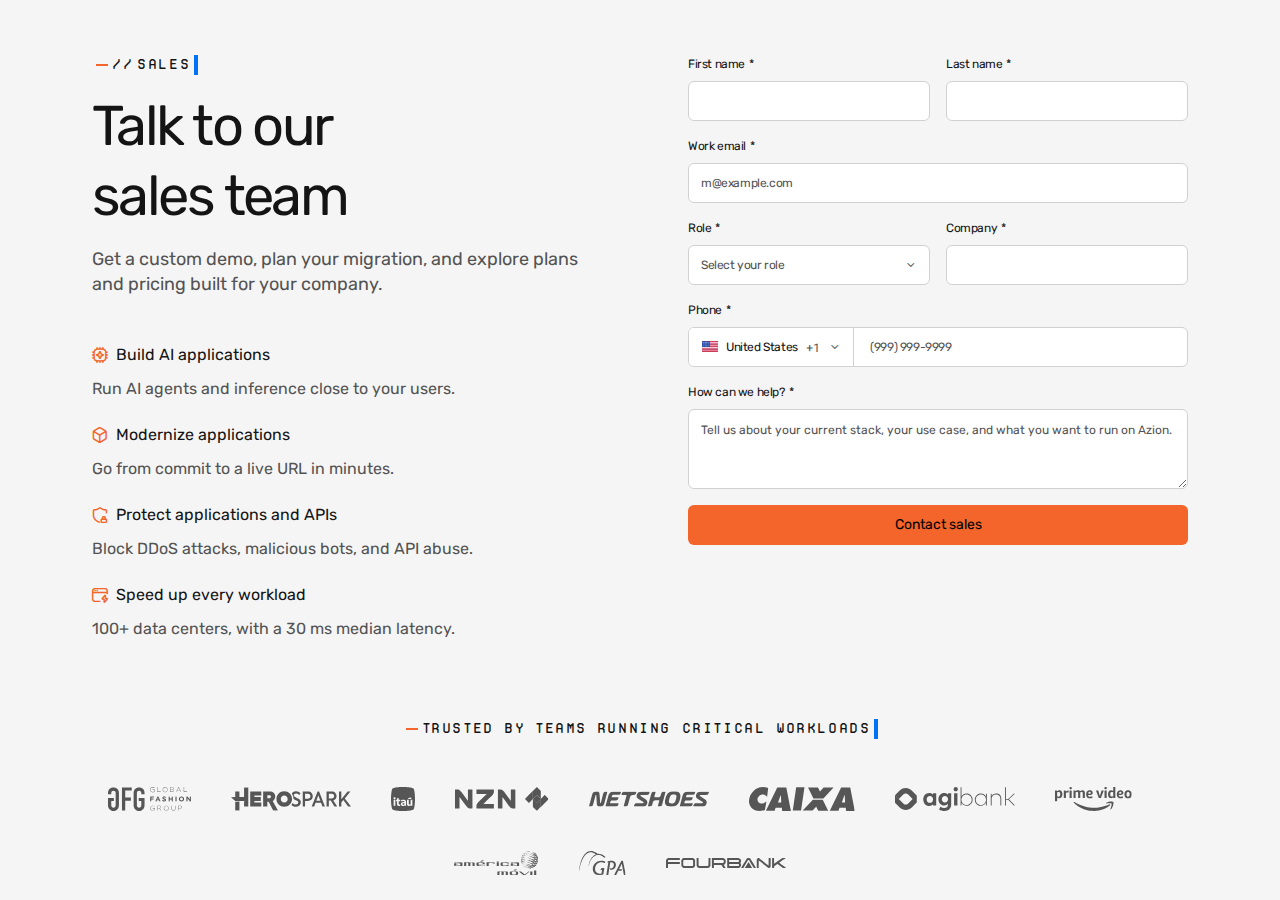 // SALES
Talk to our
sales team
Get a custom demo, plan your migration, and explore plans
and pricing built for your company.
Build AI applications
Run AI agents and inference close to your users.
Modernize applications
Go from commit to a live URL in minutes.
Protect applications and APIs
Block DDoS attacks, malicious bots, and API abuse.
Speed up every workload
100+ data centers, with a 30 ms median latency.
First name *
Last name *
Work email *
m@example.com
Role *
Company *
Select your role
Phone *
United States +1
(999) 999-9999
How can we help? *
Tell us about your current stack, your use case, and what you want to run on Azion.
Contact sales
TRUSTED BY TEAMS RUNNING CRITICAL WORKLOADS
GFG GLOBAL
FASHION
GROUP
HEROSPARK
itaú
NZN
NETSHOES
CAIXA
agibank
prime video
américa
móvil
GPA
FOURBANK